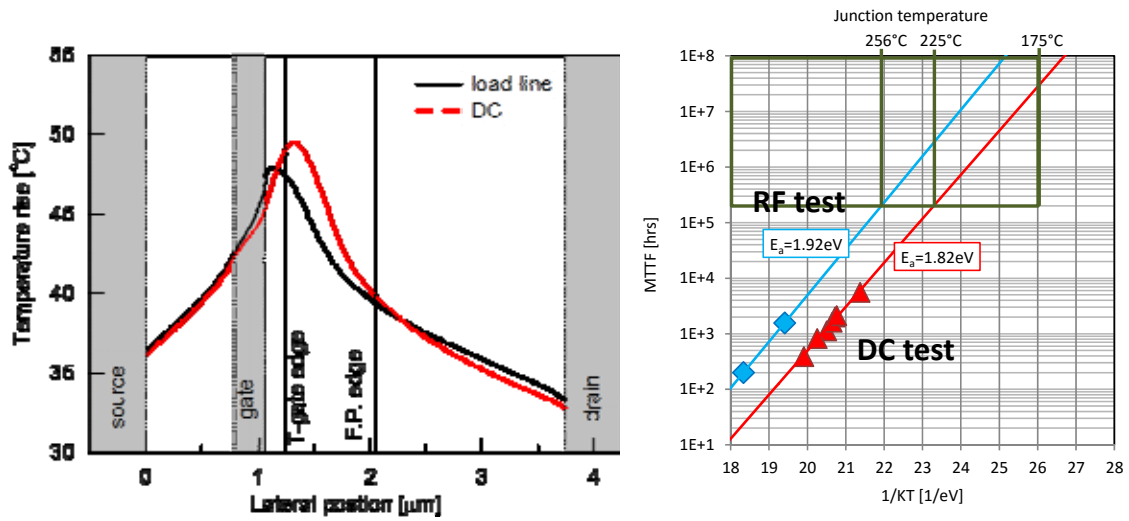 55
50
45
40
35
30
Temperature rise [°C]
load line
DC
source
gate
T-gate edge
F.P. edge
drain
0
1
2
3
4
Lateral position [μm]
Junction temperature
256°C
225°C
175°C
1E+8
1E+7
1E+6
1E+5
1E+4
1E+3
1E+2
1E+1
MTTF [hrs]
RF test
Ea=1.92eV
Ea=1.82eV
DC test
18 19 20 21 22 23 24 25 26 27 28
1/KT [1/eV]